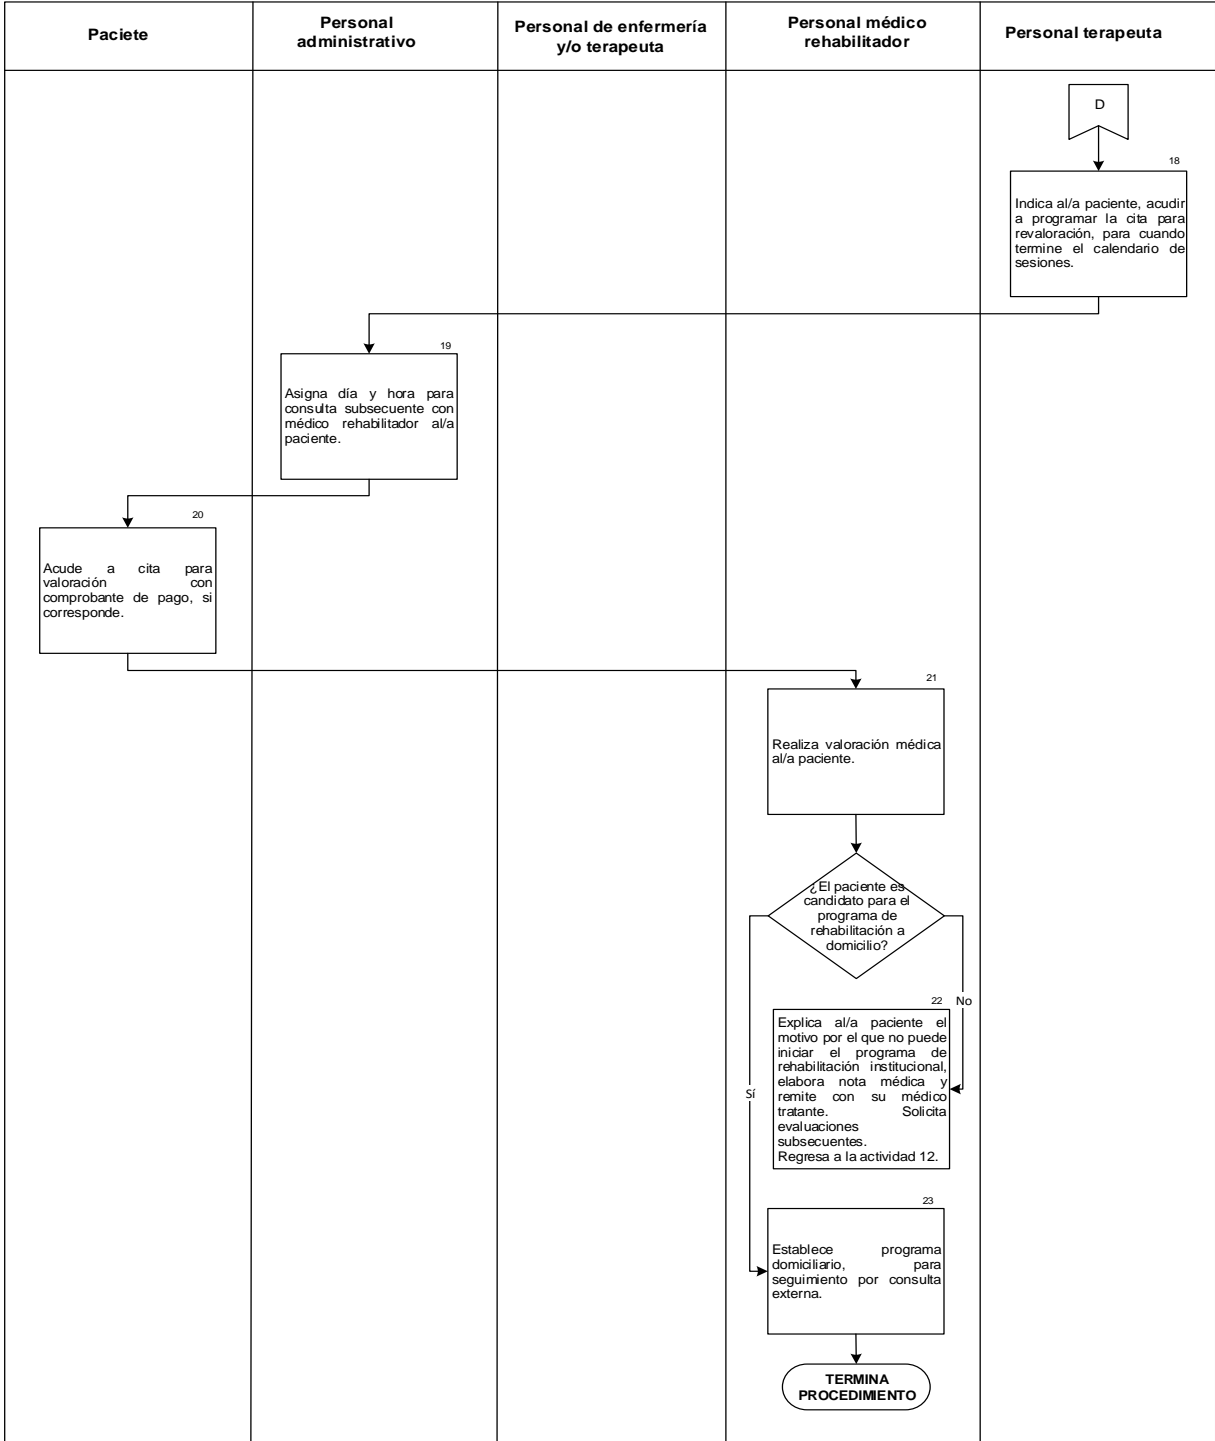 Paciete
Personal
administrativo
Personal de enfermería
y/o terapeuta
Personal médico
rehabilitador
Personal terapeuta
D
18
Indica al/a paciente, acudir
a programar la cita para
revaloración, para cuando
termine el calendario de
sesiones.
19
Asigna día y hora para
consulta subsecuente con
médico rehabilitador al/a
paciente.
20
Acude a cita para
valoración con
comprobante de pago, si
corresponde.
21
Realiza valoración médica
al/a paciente.
¿El paciente es
candidato para el
programa de
rehabilitación a
domicilio?
No
22
Explica al/a paciente el
motivo por el que no puede
iniciar el programa de
rehabilitación institucional,
elabora nota médica y
remite con su médico
tratante. Solicita
evaluaciones
subsecuentes.
Regresa a la actividad 12.
Sí
23
Establece programa
domiciliario, para
seguimiento por consulta
externa.
TERMINA
PROCEDIMIENTO